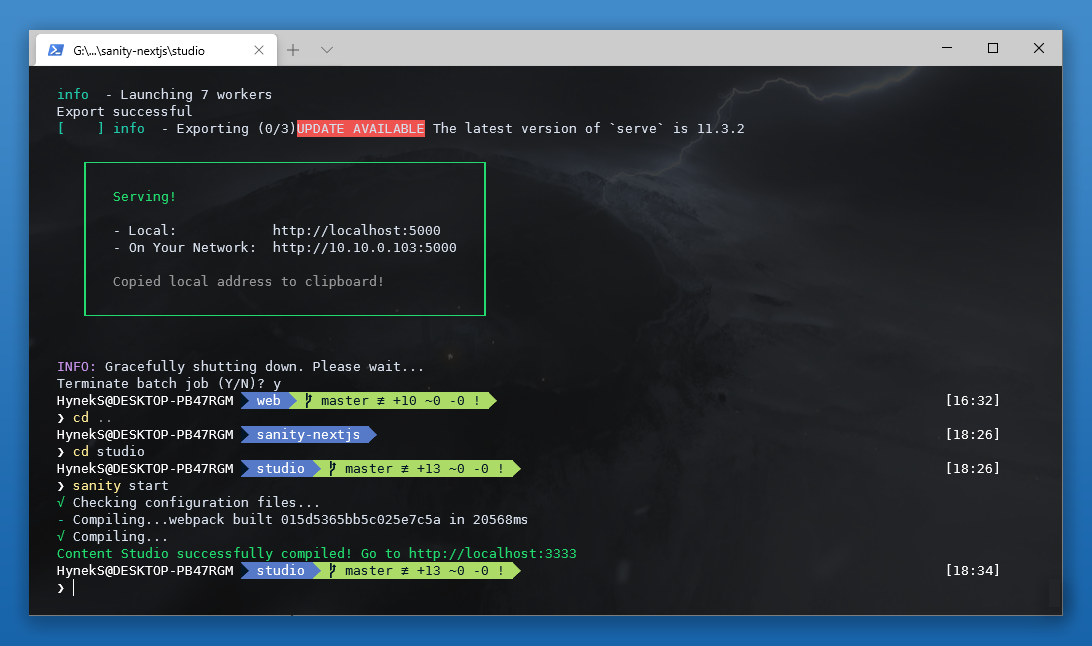 G:\...\sanity-nextjs\studio
info  - Launching 7 workers
Export successful
[    ] info  - Exporting (0/3)UPDATE AVAILABLE The latest version of `serve` is 11.3.2
Serving!
- Local:            http://localhost:5000
- On Your Network:  http://10.10.0.103:5000
Copied local address to clipboard!
INFO: Gracefully shutting down. Please wait...
Terminate batch job (Y/N)? y
HynekS@DESKTOP-PB47RGM web master ≢ +10 ~0 -0 ! [16:32]
❯ cd ..
HynekS@DESKTOP-PB47RGM sanity-nextjs [18:26]
❯ cd studio
HynekS@DESKTOP-PB47RGM studio master ≢ +13 ~0 -0 ! [18:26]
❯ sanity start
√ Checking configuration files...
- Compiling...webpack built 015d5365bb5c025e7c5a in 20568ms
√ Compiling...
Content Studio successfully compiled! Go to http://localhost:3333
HynekS@DESKTOP-PB47RGM studio master ≢ +13 ~0 -0 ! [18:34]
❯